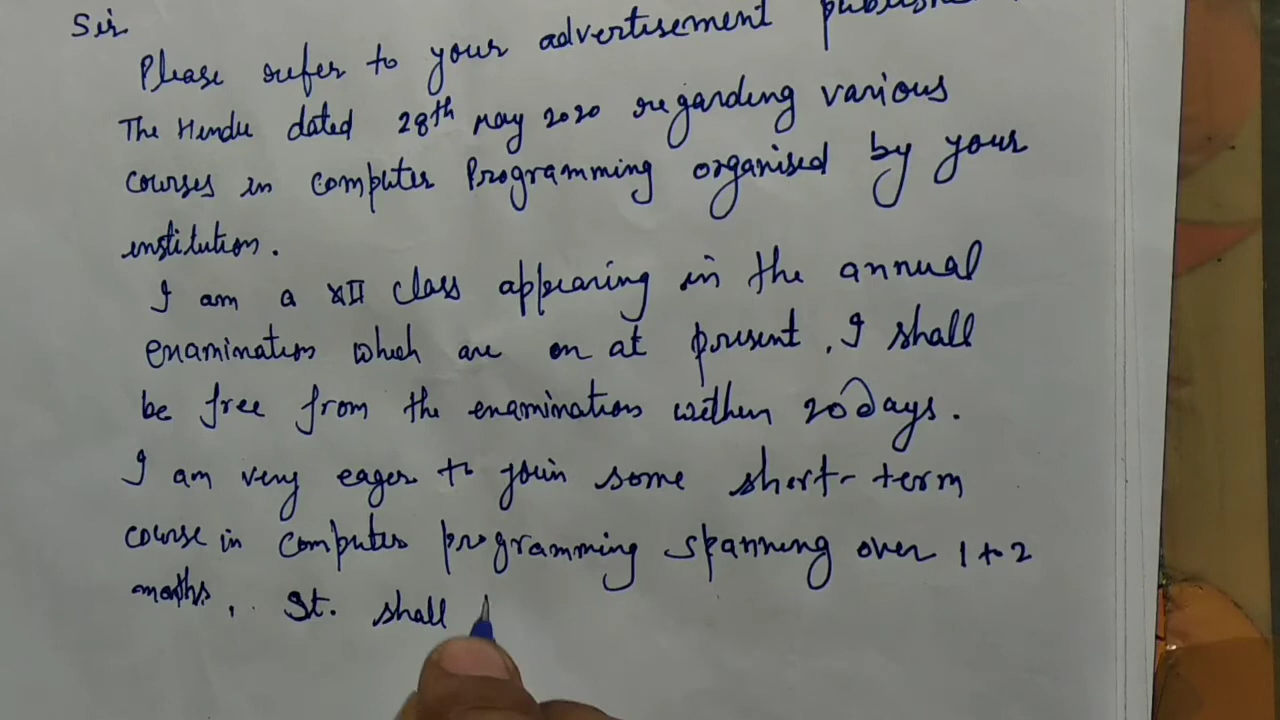 Sir
Please refer to your advertisement
The Hindu dated 28th may 2020 regarding various
courses in computer Programming organised by your
institution.
I am a XII class appearing in the annual
examinations which are on at present. I shall
be free from the examinations within 20 Days.
I am very eager to join some short-term
course in computer programming spanning over 1 to 2
months. It. shall